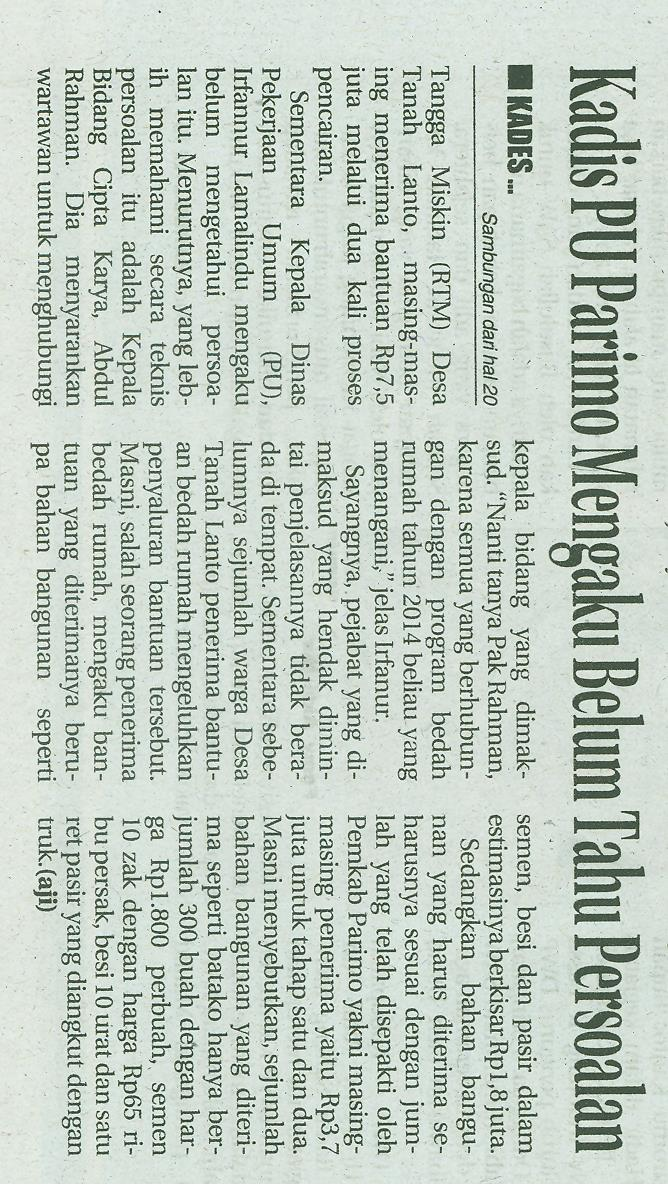 Kadis PU Parimo Mengaku Belum Tahu Persoalan
■ KADES ...
Sambungan dari hal 20
Tangga Miskin (RTM) Desa
Tanah Lanto, masing-mas-
ing menerima bantuan Rp7,5
juta melalui dua kali proses
pencairan.
Sementara Kepala Dinas
Pekerjaan Umum (PU),
Irfannur Lamalindu mengaku
belum mengetahui persoa-
lan itu. Menurutnya, yang leb-
ih memahami secara teknis
persoalan itu adalah Kepala
Bidang Cipta Karya, Abdul
Rahman. Dia menyarankan
wartawan untuk menghubungi
kepala bidang yang dimak-
sud. “Nanti tanya Pak Rahman,
karena semua yang berhubun-
gan dengan program bedah
rumah tahun 2014 beliau yang
menangani,” jelas Irfanur.
Sayangnya, pejabat yang di-
maksud yang hendak dimin-
tai penjelasannya tidak bera-
da di tempat. Sementara sebe-
lumnya sejumlah warga Desa
Tanah Lanto penerima bantu-
an bedah rumah mengeluhkan
penyaluran bantuan tersebut.
Masni, salah seorang penerima
bedah rumah, mengaku ban-
tuan yang diterimanya beru-
pa bahan bangunan seperti
semen, besi dan pasir dalam
estimasinya berkisar Rp1,8 juta.
Sedangkan bahan bangu-
nan yang harus diterima se-
harusnya sesuai dengan jum-
lah yang telah disepakti oleh
Pemkab Parimo yakni masing-
masing penerima yaitu Rp3,7
juta untuk tahap satu dan dua.
Masni menyebutkan, sejumlah
bahan bangunan yang diteri-
ma seperti batako hanya ber-
jumlah 300 buah dengan har-
ga Rp1.800 perbuah, semen
10 zak dengan harga Rp65 ri-
bu persak, besi 10 urat dan satu
ret pasir yang diangkut dengan
truk.(aji)